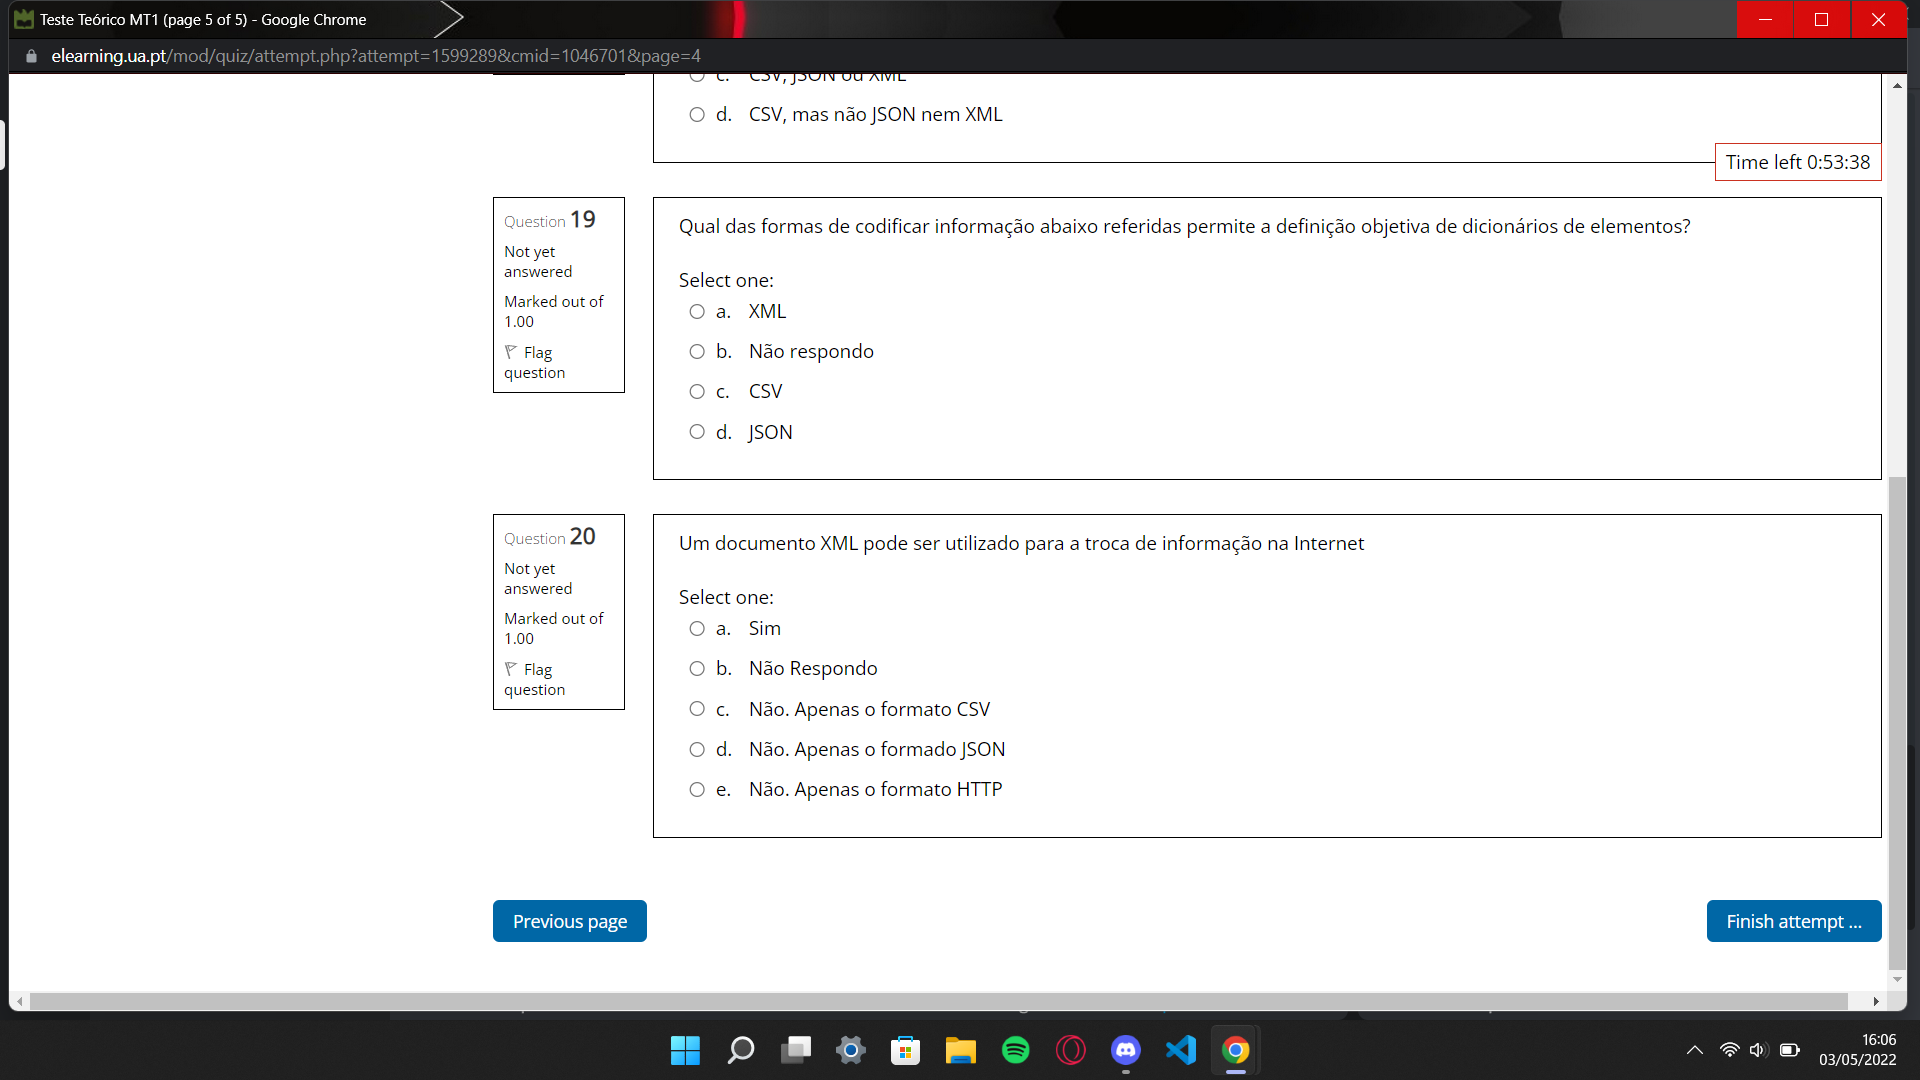 Teste Teórico MT1 (page 5 of 5) - Google Chrome
elearning.ua.pt/mod/quiz/attempt.php?attempt=1599289&cmid=1046701&page=4
c. CSV, JSON ou XML
d. CSV, mas não JSON nem XML
Time left 0:53:38
Question 19
Not yet
answered
Marked out of
1.00
Flag
question
Qual das formas de codificar informação abaixo referidas permite a definição objetiva de dicionários de elementos?
Select one:
a. XML
b. Não respondo
c. CSV
d. JSON
Question 20
Not yet
answered
Marked out of
1.00
Flag
question
Um documento XML pode ser utilizado para a troca de informação na Internet
Select one:
a. Sim
b. Não Respondo
c. Não. Apenas o formato CSV
d. Não. Apenas o formado JSON
e. Não. Apenas o formato HTTP
Previous page
Finish attempt ...
16:06
03/05/2022